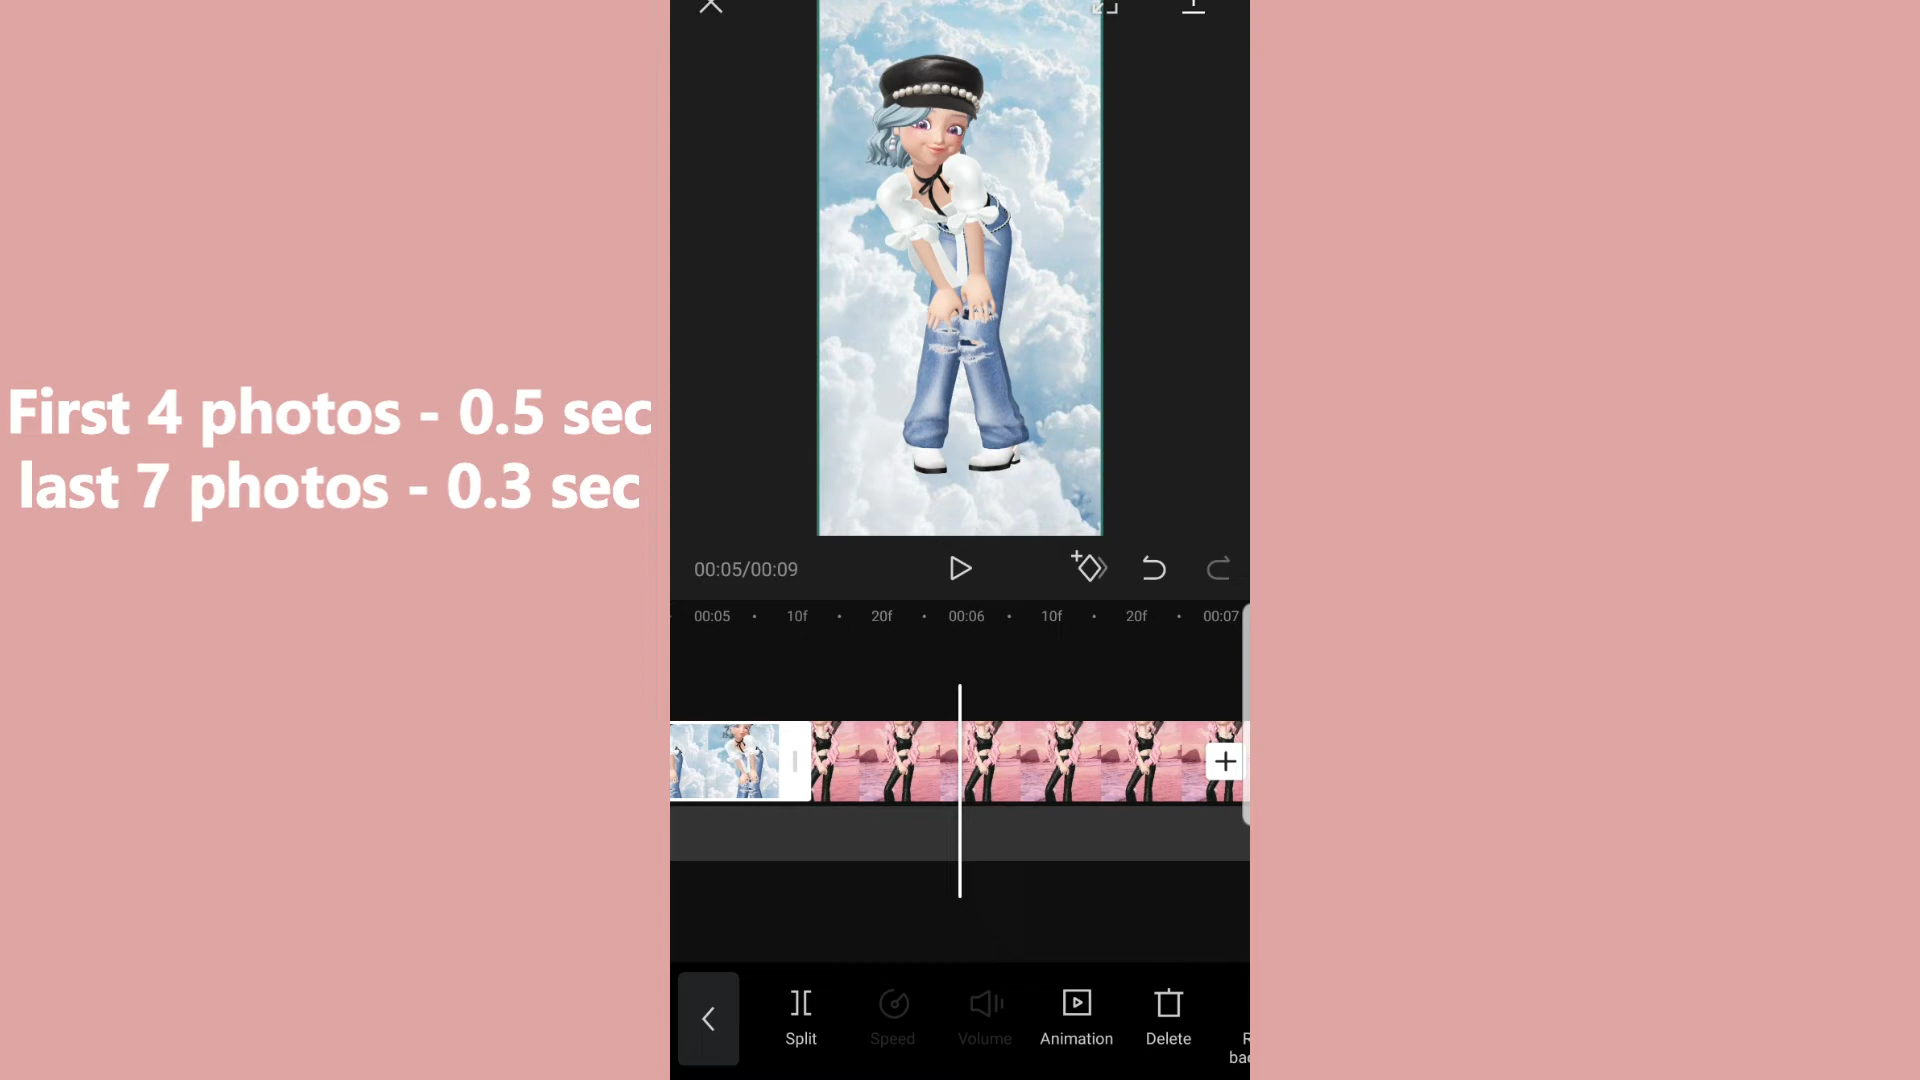 First 4 photos - 0.5 sec
last 7 photos - 0.3 sec
00:05/00:09
00:05 10f 20f 00:06 10f 20f 00:07
Split Speed Volume Animation Delete